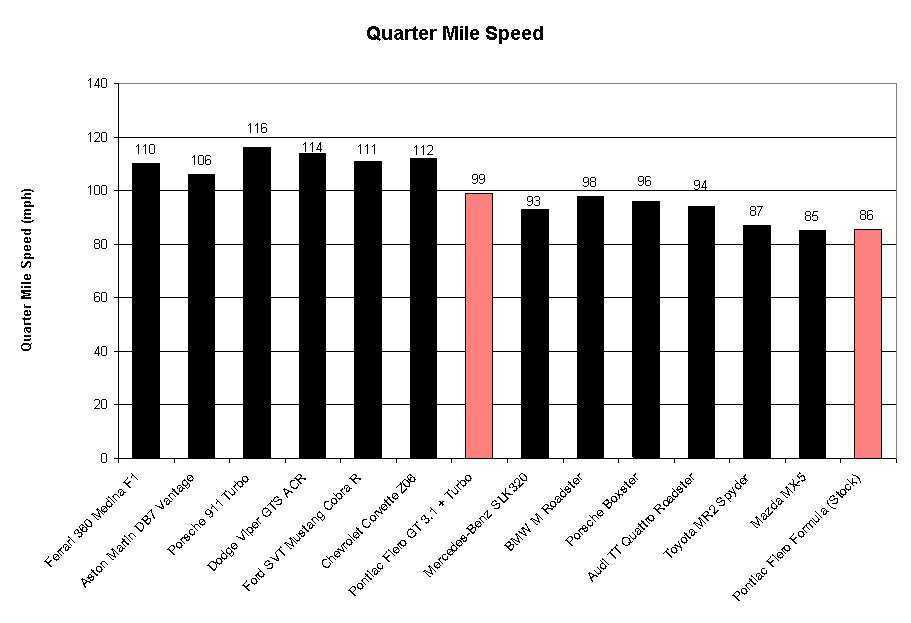 Quarter Mile Speed
Quarter Mile Speed (mph)
140
120
100
80
60
40
20
0
110
106
116
114
111
112
99
93
98
96
94
87
85
86
Ferrari 360 Medina F1
Aston Martin DB7 Vantage
Porsche 911 Turbo
Dodge Viper GTS ACR
Ford SVT Mustang Cobra R
Chevrolet Corvette Z06
Pontiac Fiero GT 3.1 + Turbo
Mercedes-Benz SLK320
BMW M Roadster
Porsche Boxster
Audi TT Quattro Roadster
Toyota MR2 Spyder
Mazda MX-5
Pontiac Fiero Formula (Stock)